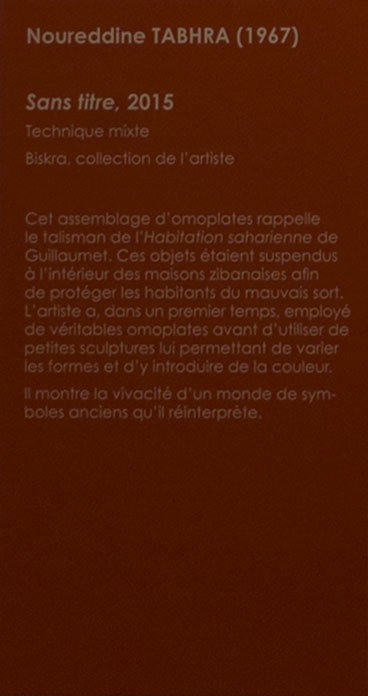 Noureddine TABHRA (1967)
Sans titre, 2015
Technique mixte
Biskra, collection de l'artiste
Cet assemblage d'omoplates rappelle
le talisman de l'Habitation saharienne de
Guillaumet. Ces objets étaient suspendus
à l'intérieur des maisons zibanaises afin
de protéger les habitants du mauvais sort.
L'artiste a, dans un premier temps, employé
de véritables omoplates avant d'utiliser de
petites sculptures lui permettant de varier
les formes et d'y introduire de la couleur.
Il montre la vivacité d'un monde de sym-
boles anciens qu'il réinterprète.